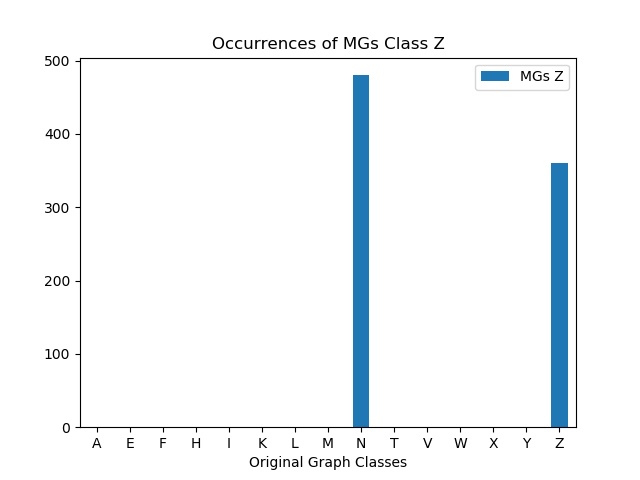 Occurrences of MGs Class Z
MGs Z
500
400
300
200
100
0
A E F H I K L M N T V W X Y Z
Original Graph Classes